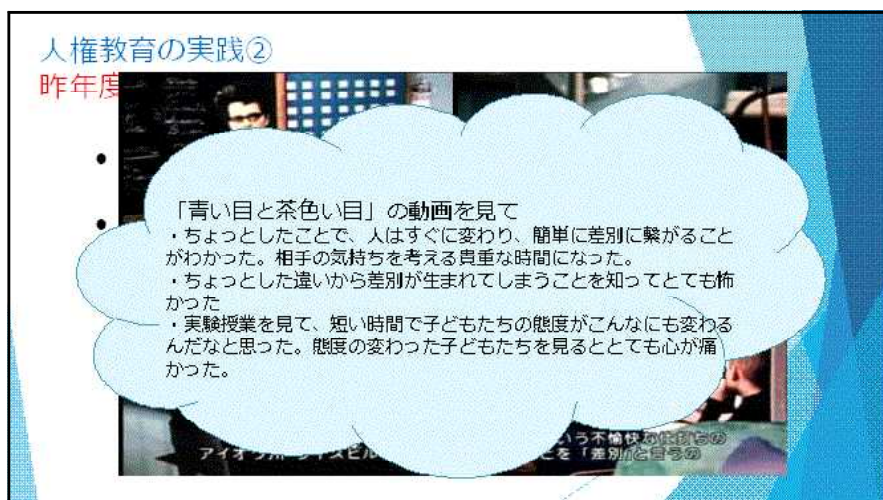 人権教育の実践②
昨年度
「青い目と茶色い目」の動画を見て
・ちょっとしたことで、人はすぐに変わり、簡単に差別に繋がること
がわかった。相手の気持ちを考える貴重な時間になった。
・ちょっとした違いから差別が生まれてしまうことを知ってとても怖
かった
・実験授業を見て、短い時間で子どもたちの態度がこんなにも変わる
んだなと思った。態度の変わった子どもたちを見るととても心が痛
かった。
いう不愉快な仕打ちの
アイオワ
を「差別」と言うの